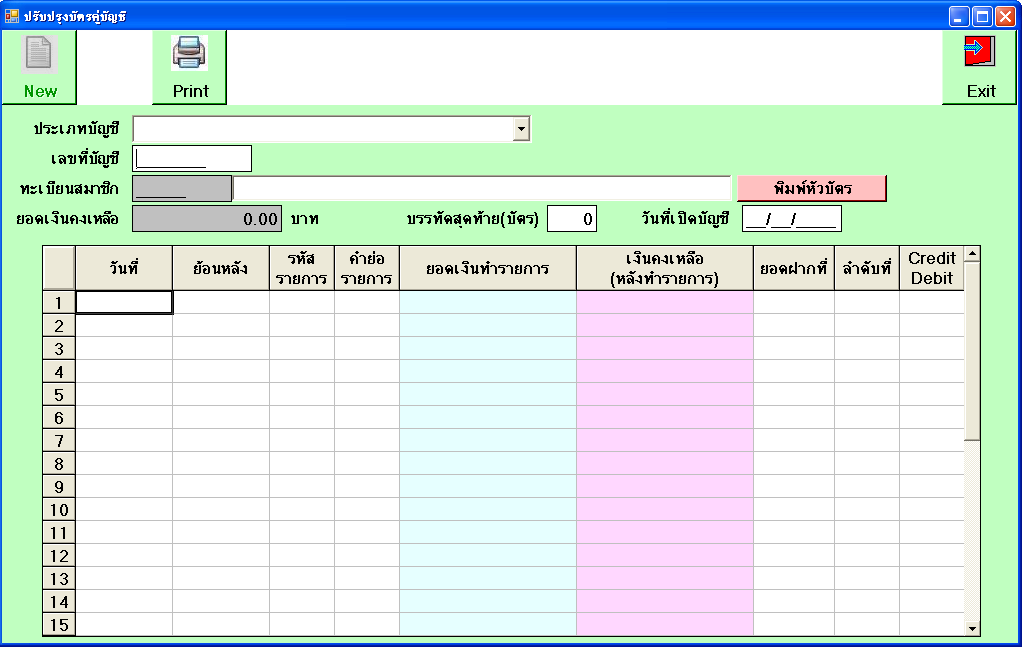 ปรับปรุงบัตรคู่บัญชี
New Print Exit
ประเภทบัญชี
เลขที่บัญชี ________
ทะเบียนสมาชิก ______ พิมพ์หัวบัตร
ยอดเงินคงเหลือ 0.00 บาท บรรทัดสุดท้าย(บัตร) 0 วันที่เปิดบัญชี __/__/____
วันที่ ย้อนหลัง รหัสรายการ คำย่อรายการ ยอดเงินทำรายการ เงินคงเหลือ (หลังทำรายการ) ยอดฝากที่ ลำดับที่ Credit Debit
1
2
3
4
5
6
7
8
9
10
11
12
13
14
15